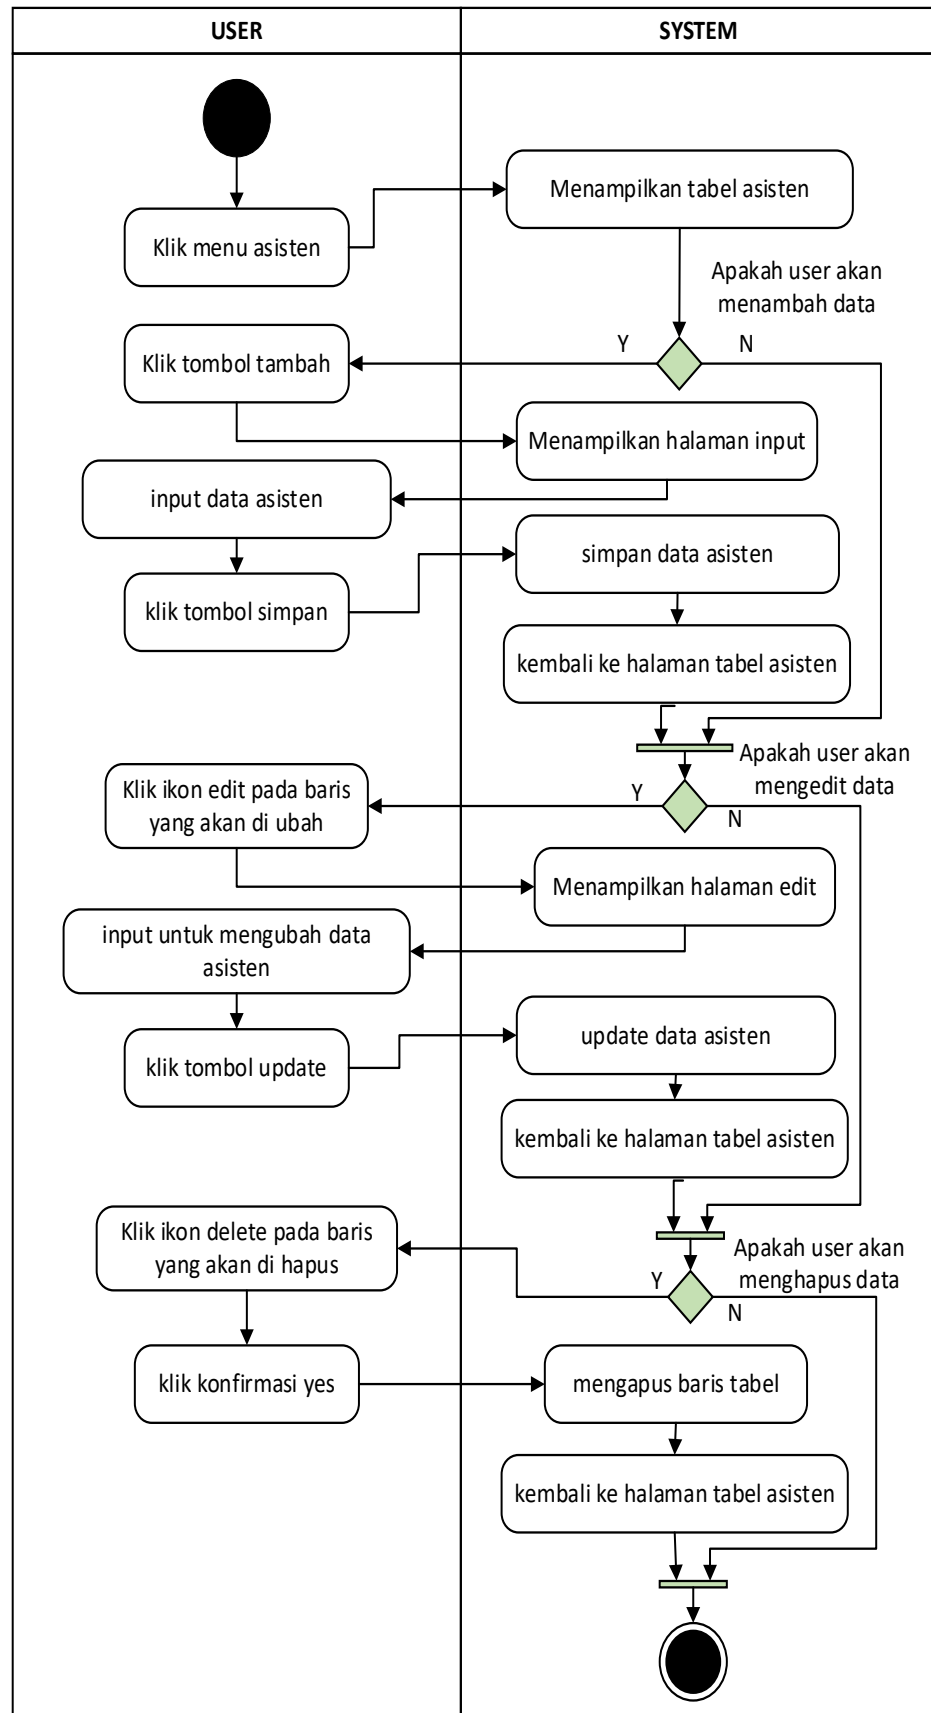 USER
SYSTEM
Menampilkan tabel asisten
Klik menu asisten
Apakah user akan
menambah data
Y
N
Klik tombol tambah
Menampilkan halaman input
input data asisten
simpan data asisten
klik tombol simpan
kembali ke halaman tabel asisten
Apakah user akan
mengedit data
Y
N
Klik ikon edit pada baris
yang akan di ubah
Menampilkan halaman edit
input untuk mengubah data
asisten
update data asisten
klik tombol update
kembali ke halaman tabel asisten
Klik ikon delete pada baris
yang akan di hapus
Apakah user akan
menghapus data
Y
N
klik konfirmasi yes
mengapus baris tabel
kembali ke halaman tabel asisten